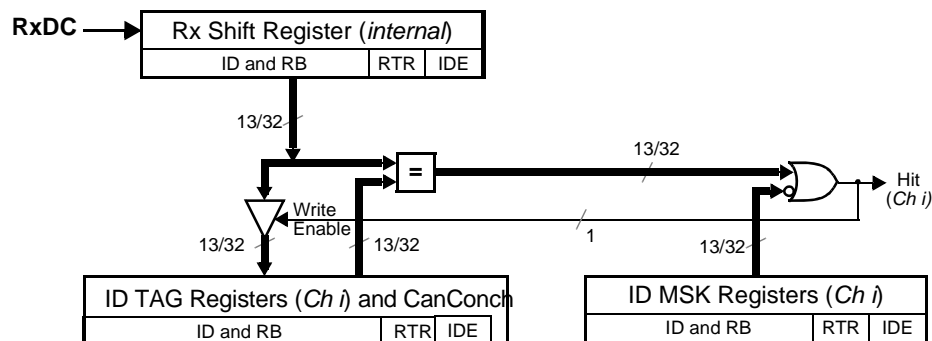 RxDC
Rx Shift Register (internal)
ID and RB RTR IDE
13/32
13/32
=
Hit
(Ch i)
Write
Enable
1
13/32
13/32
13/32
ID TAG Registers (Ch i) and CanConch
ID and RB RTR IDE
ID MSK Registers (Ch i)
ID and RB RTR IDE